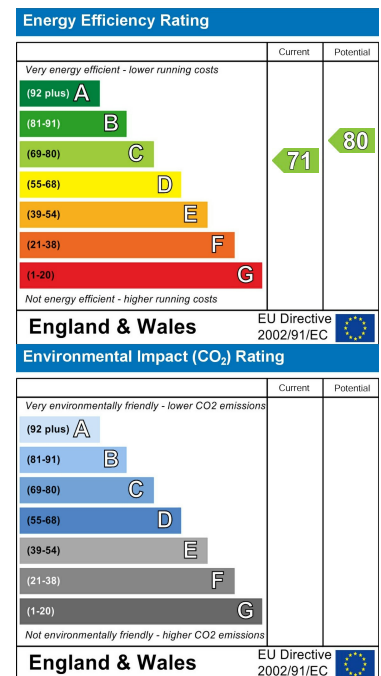 Energy Efficiency Rating
Current Potential
Very energy efficient - lower running costs
(92 plus) A
(81-91) B
(69-80) C
(55-68) D
(39-54) E
(21-38) F
(1-20) G
71
80
Not energy efficient - higher running costs
England & Wales
EU Directive
2002/91/EC
Environmental Impact (CO₂) Rating
Current Potential
Very environmentally friendly - lower CO2 emissions
(92 plus) A
(81-91) B
(69-80) C
(55-68) D
(39-54) E
(21-38) F
(1-20) G
Not environmentally friendly - higher CO2 emissions
England & Wales
EU Directive
2002/91/EC